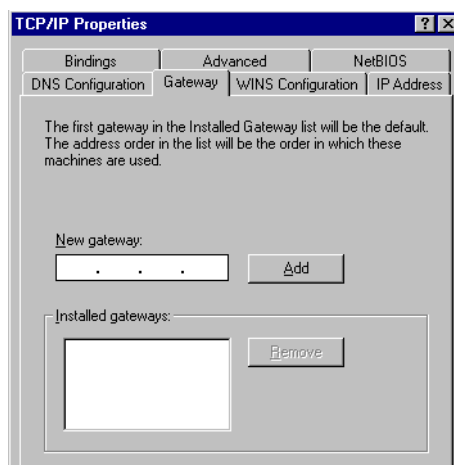 TCP/IP Properties
? X
Bindings Advanced NetBIOS
DNS Configuration Gateway WINS Configuration IP Address
The first gateway in the Installed Gateway list will be the default.
The address order in the list will be the order in which these
machines are used.
New gateway:
. . . Add
Installed gateways:
Remove